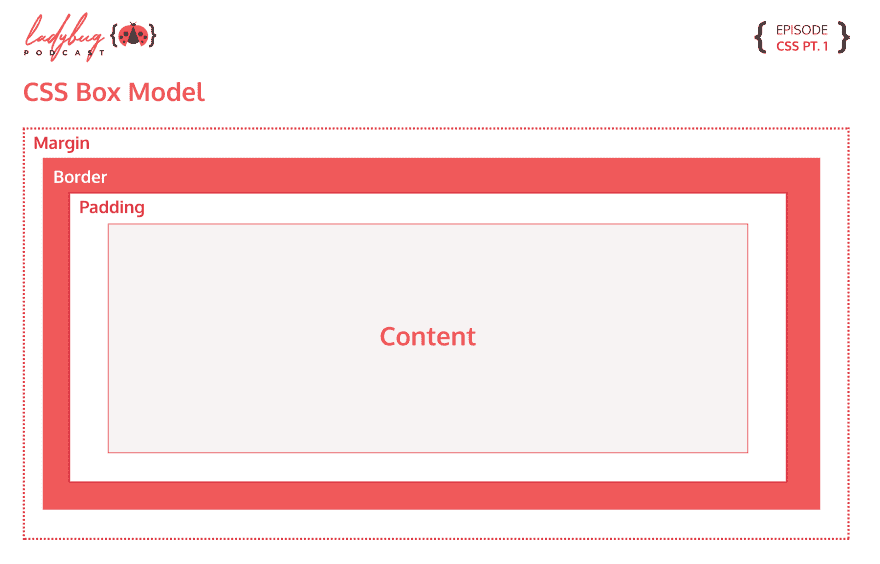 ladybug
PODCAST
{ }
{ EPISODE
CSS PT. 1 }
CSS Box Model
Margin
Border
Padding
Content